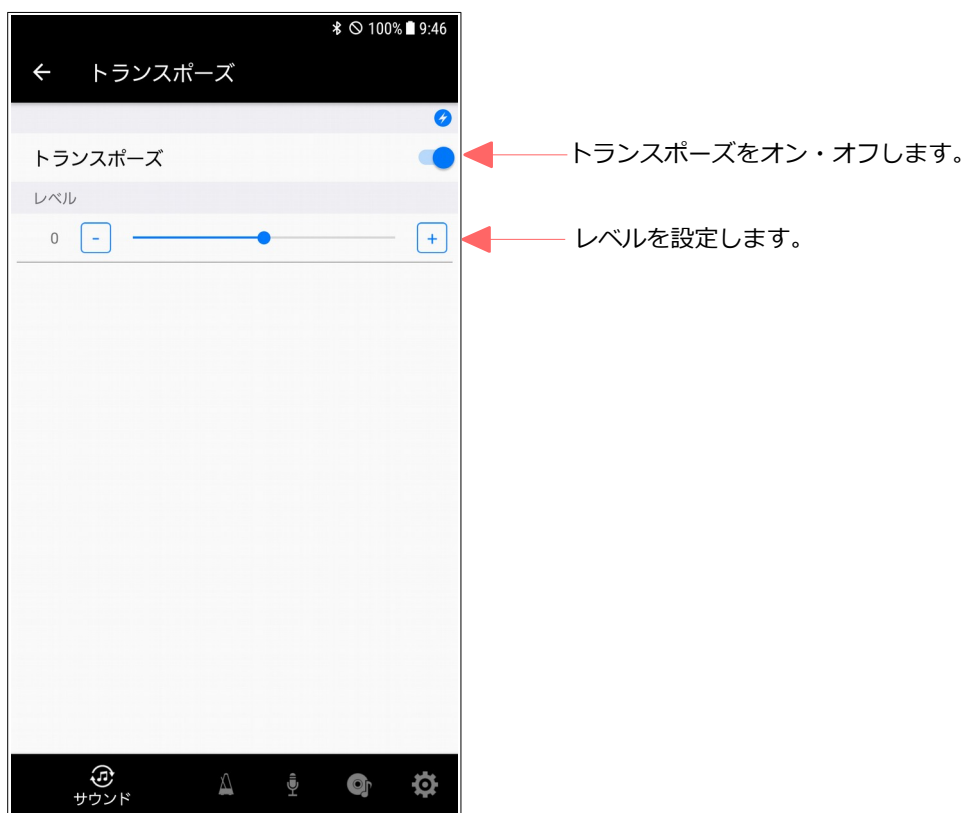 100% 9:46
トランスポーズ
トランスポーズ
トランスポーズをオン・オフします。
レベル
0 - +
レベルを設定します。
サウンド